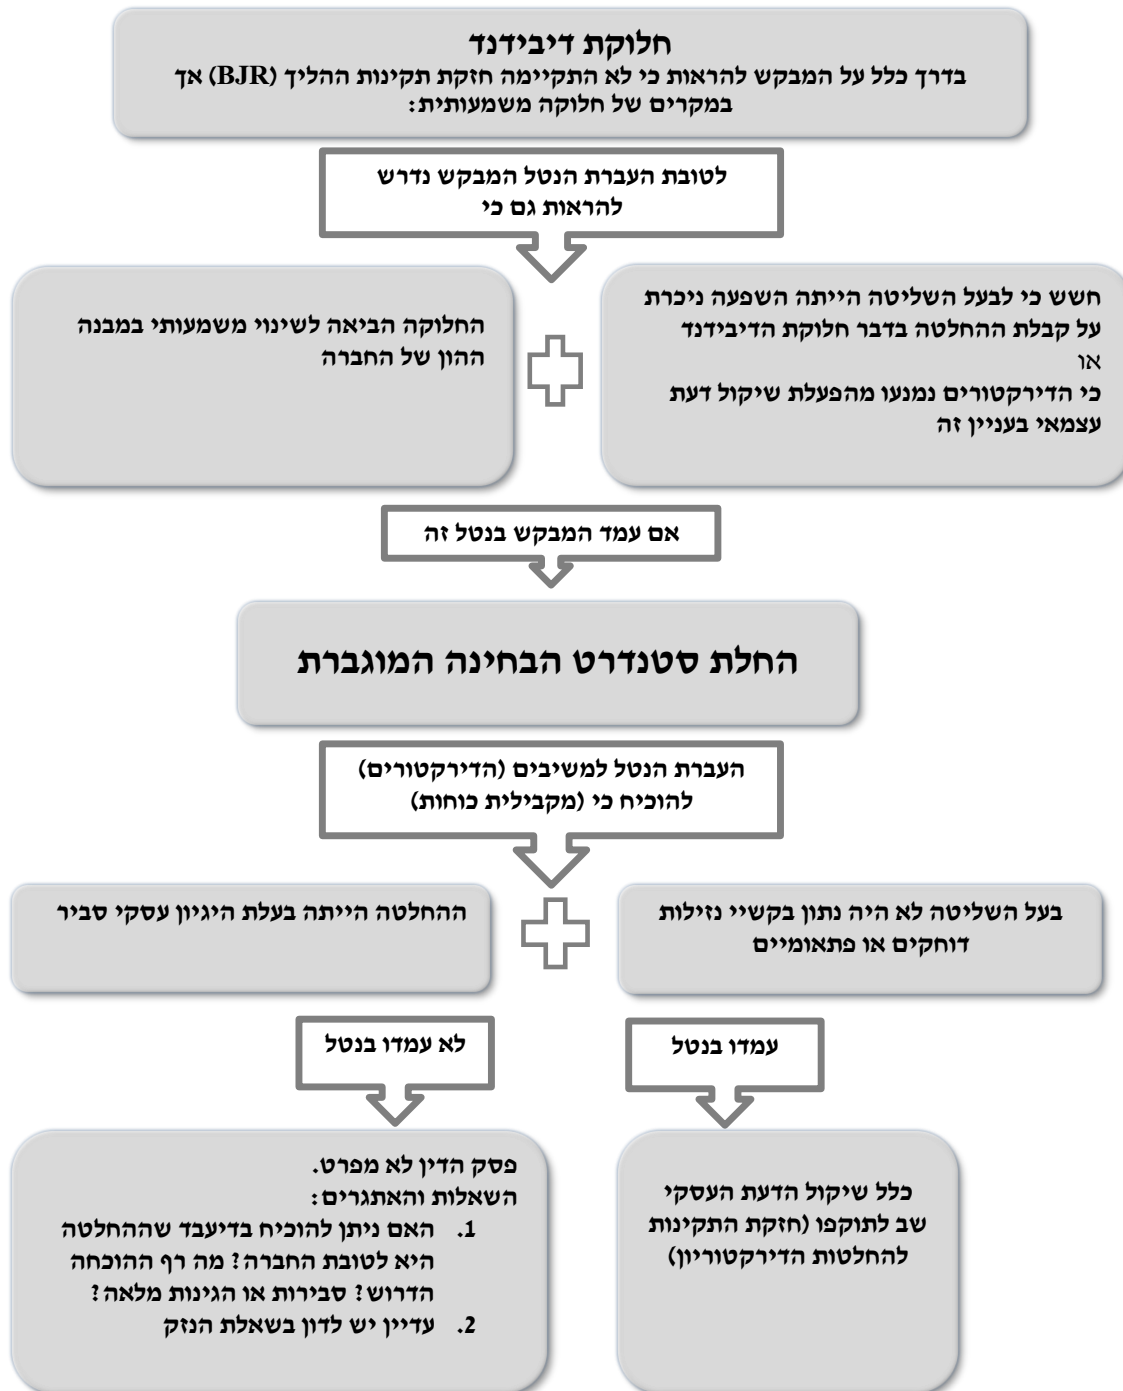 חלוקת דיבידנד
בדרך כלל על המבקש להראות כי לא התקיימה חזקת תקינות ההליך (BJR) אך
במקרים של חלוקה משמעותית:
לטובת העברת הנטל המבקש נדרש
להראות גם כי
חשש כי לבעל השליטה הייתה השפעה ניכרת
על קבלת ההחלטה בדבר חלוקת הדיבידנד
או
כי הדירקטורים נמנעו מהפעלת שיקול דעת
עצמאי בעניין זה
החלוקה הביאה לשינוי משמעותי במבנה
ההון של החברה
אם עמד המבקש בנטל זה
החלת סטנדרט הבחינה המוגברת
העברת הנטל למשיבים (הדירקטורים)
להוכיח כי (מקבילית כוחות)
בעל השליטה לא היה נתון בקשיי נזילות
דוחקים או פתאומיים
ההחלטה הייתה בעלת היגיון עסקי סביר
עמדו בנטל
לא עמדו בנטל
כלל שיקול הדעת העסקי
שב לתוקפו (חזקת התקינות
להחלטות הדירקטוריון)
פסק הדין לא מפרט.
השאלות והאתגרים:
1. האם ניתן להוכיח בדיעבד שההחלטה
היא לטובת החברה? מה רף ההוכחה
הדרוש? סבירות או הגינות מלאה?
2. עדיין יש לדון בשאלת הנזק